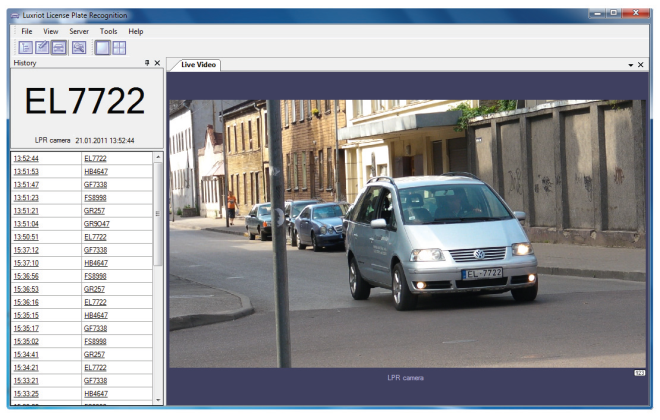 Luxriot License Plate Recognition
File View Server Tools Help
History
Live Video
EL7722
LPR camera 21.01.2011 13:52:44
13:52:44 EL7722
13:51:53 HB4647
13:51:47 GF7338
13:51:23 FS8998
13:51:21 GR257
13:51:04 GR9O47
13:50:51 EL7722
15:37:12 GF7338
15:37:10 HB4647
15:36:56 FS8998
15:36:53 GR257
15:36:16 EL7722
15:35:15 HB4647
15:35:17 GF7338
15:35:02 FS8998
15:34:41 GR257
15:34:21 EL7722
15:33:21 GF7338
15:33:25 HB4647
EL-7722
LPR camera
123